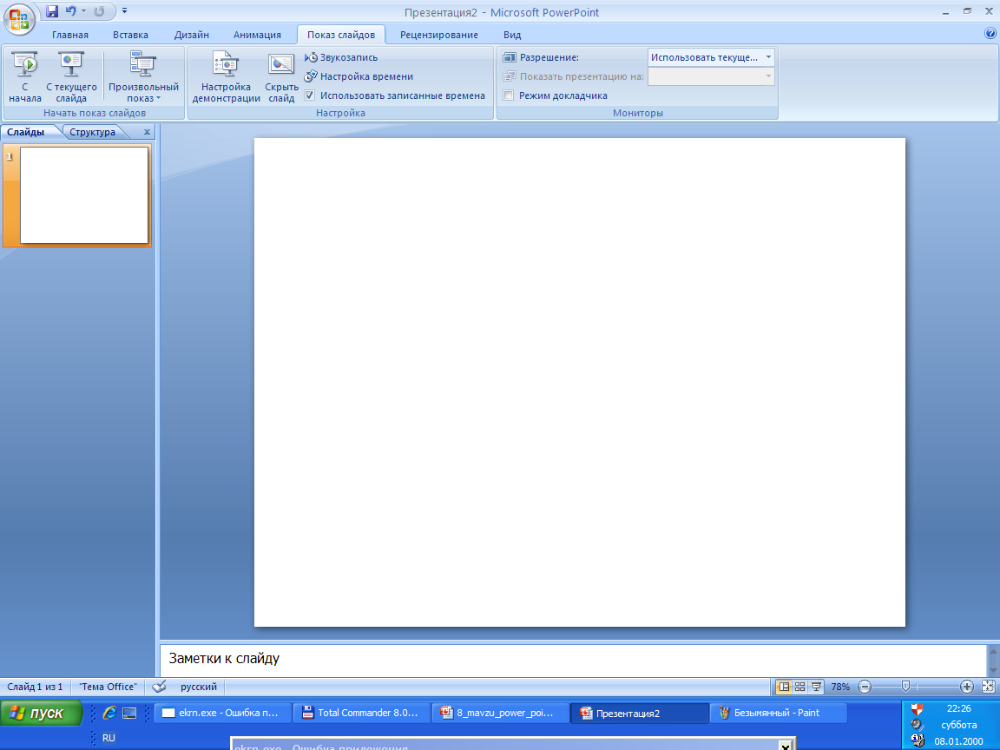 Презентация2 - Microsoft PowerPoint
Главная Вставка Дизайн Анимация Показ слайдов Рецензирование Вид
С начала
С текущего слайда
Произвольный показ
Начать показ слайдов
Настройка демонстрации
Скрыть слайд
Звукозапись
Настройка времени
Использовать записанные времена
Настройка
Разрешение: Использовать текуще...
Показать презентацию на:
Режим докладчика
Мониторы
Слайды Структура x
1
Заметки к слайду
Слайд 1 из 1 "Тема Office" русский 78%
пуск ekrn.exe - Ошибка п... Total Commander 8.0... 8_mavzu_power_poi... Презентация2 Безымянный - Paint
22:26
суббота
08.01.2000
RU
ekrn.exe - Ошибка приложения